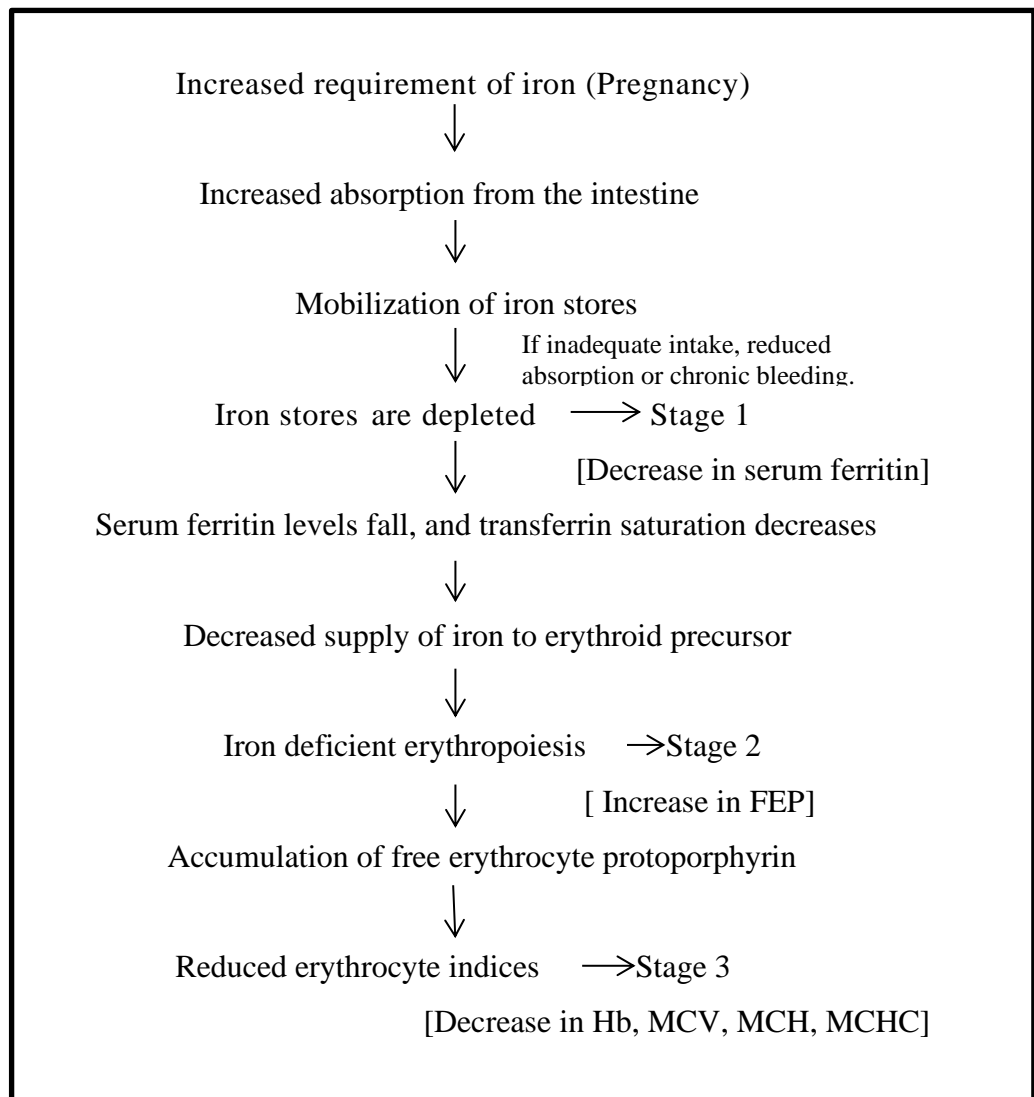 Increased requirement of iron (Pregnancy)
Increased absorption from the intestine
Mobilization of iron stores
If inadequate intake, reduced
absorption or chronic bleeding.
Iron stores are depleted → Stage 1
[Decrease in serum ferritin]
Serum ferritin levels fall, and transferrin saturation decreases
Decreased supply of iron to erythroid precursor
Iron deficient erythropoiesis → Stage 2
[ Increase in FEP]
Accumulation of free erythrocyte protoporphyrin
Reduced erythrocyte indices → Stage 3
[Decrease in Hb, MCV, MCH, MCHC]